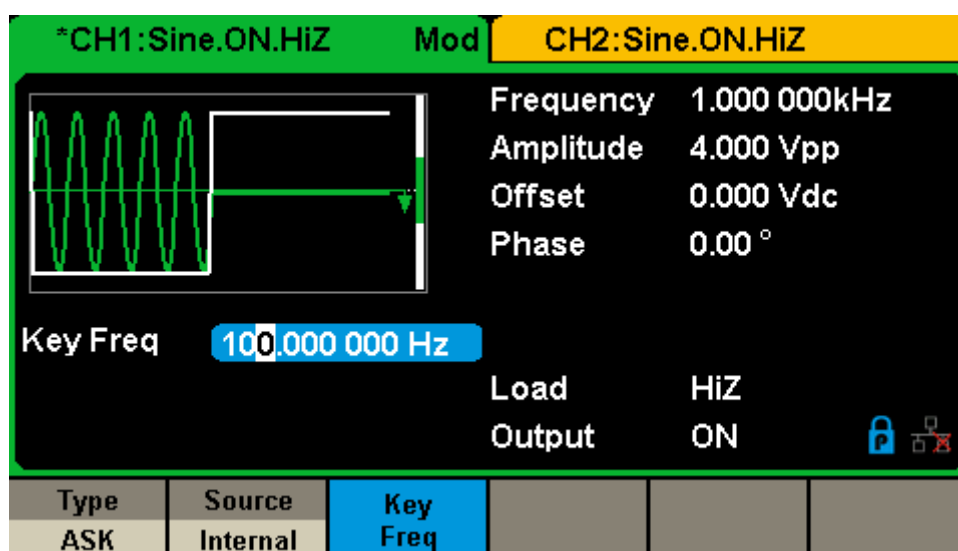 *CH1:Sine.ON.HiZ Mod CH2:Sine.ON.HiZ
Frequency 1.000 000kHz
Amplitude 4.000 Vpp
Offset 0.000 Vdc
Phase 0.00 °
Key Freq 100.000 000 Hz
Load HiZ
Output ON P
Type Source Key
ASK Internal Freq